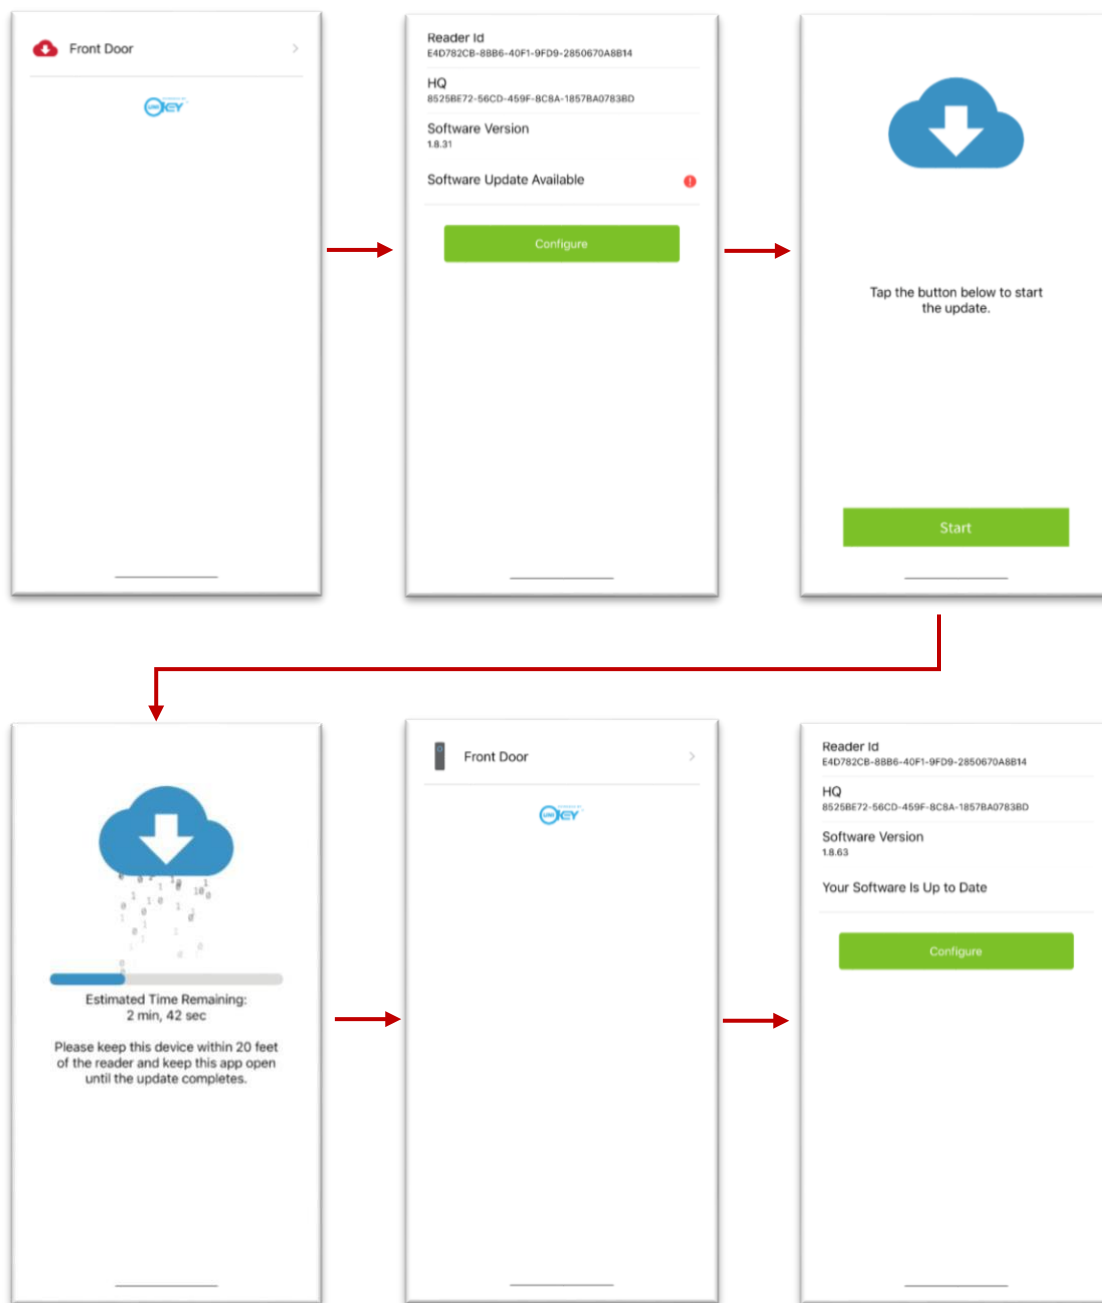 Front Door
UNI KEY
Reader Id
E4D782CB-88B6-40F1-9FD9-2850670A8B14
HQ
8525BE72-56CD-459F-8C8A-1857BA0783BD
Software Version
1.8.31
Software Update Available
Configure
Tap the button below to start
the update.
Start
Estimated Time Remaining:
2 min, 42 sec
Please keep this device within 20 feet
of the reader and keep this app open
until the update completes.
Front Door
UNI KEY
Reader Id
E4D782CB-88B6-40F1-9FD9-2850670A8B14
HQ
8525BE72-56CD-459F-8C8A-1857BA0783BD
Software Version
1.8.63
Your Software Is Up to Date
Configure